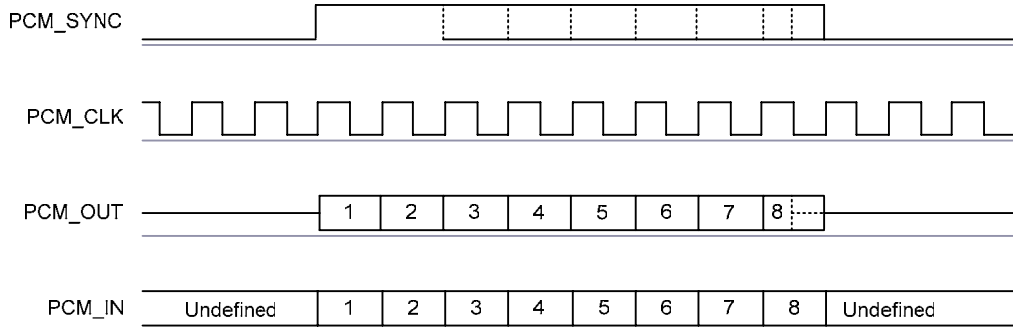 PCM_SYNC
PCM_CLK
PCM_OUT 1 2 3 4 5 6 7 8
PCM_IN Undefined 1 2 3 4 5 6 7 8 Undefined